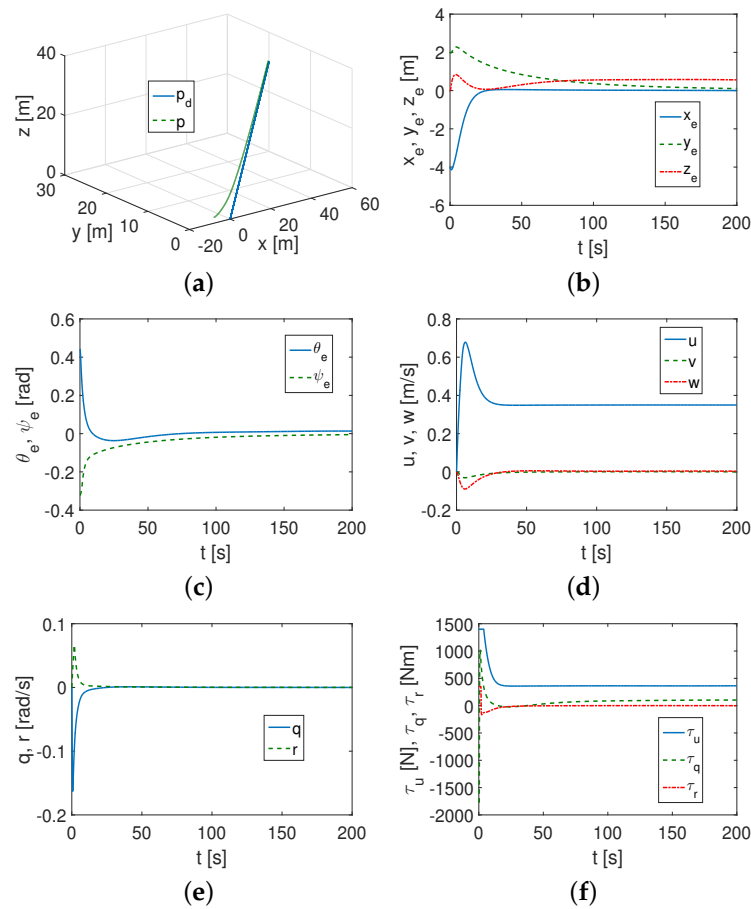 40
20
0
z [m]
30
20
10
0
y [m]
-20
0
20
40
60
x [m]
p_d
p
(a)
4
2
0
-2
-4
-6
x_e, y_e, z_e [m]
x_e
y_e
z_e
0 50 100 150 200
t [s]
(b)
0.6
0.4
0.2
0
-0.2
-0.4
θ_e, ψ_e [rad]
θ_e
ψ_e
0 50 100 150 200
t [s]
(c)
0.8
0.6
0.4
0.2
0
-0.2
u, v, w [m/s]
u
v
w
0 50 100 150 200
t [s]
(d)
0.1
0
-0.1
-0.2
q, r [rad/s]
q
r
0 50 100 150 200
t [s]
(e)
1500
1000
500
0
-500
-1000
-1500
-2000
τ_u [N], τ_q, τ_r [Nm]
τ_u
τ_q
τ_r
0 50 100 150 200
t [s]
(f)